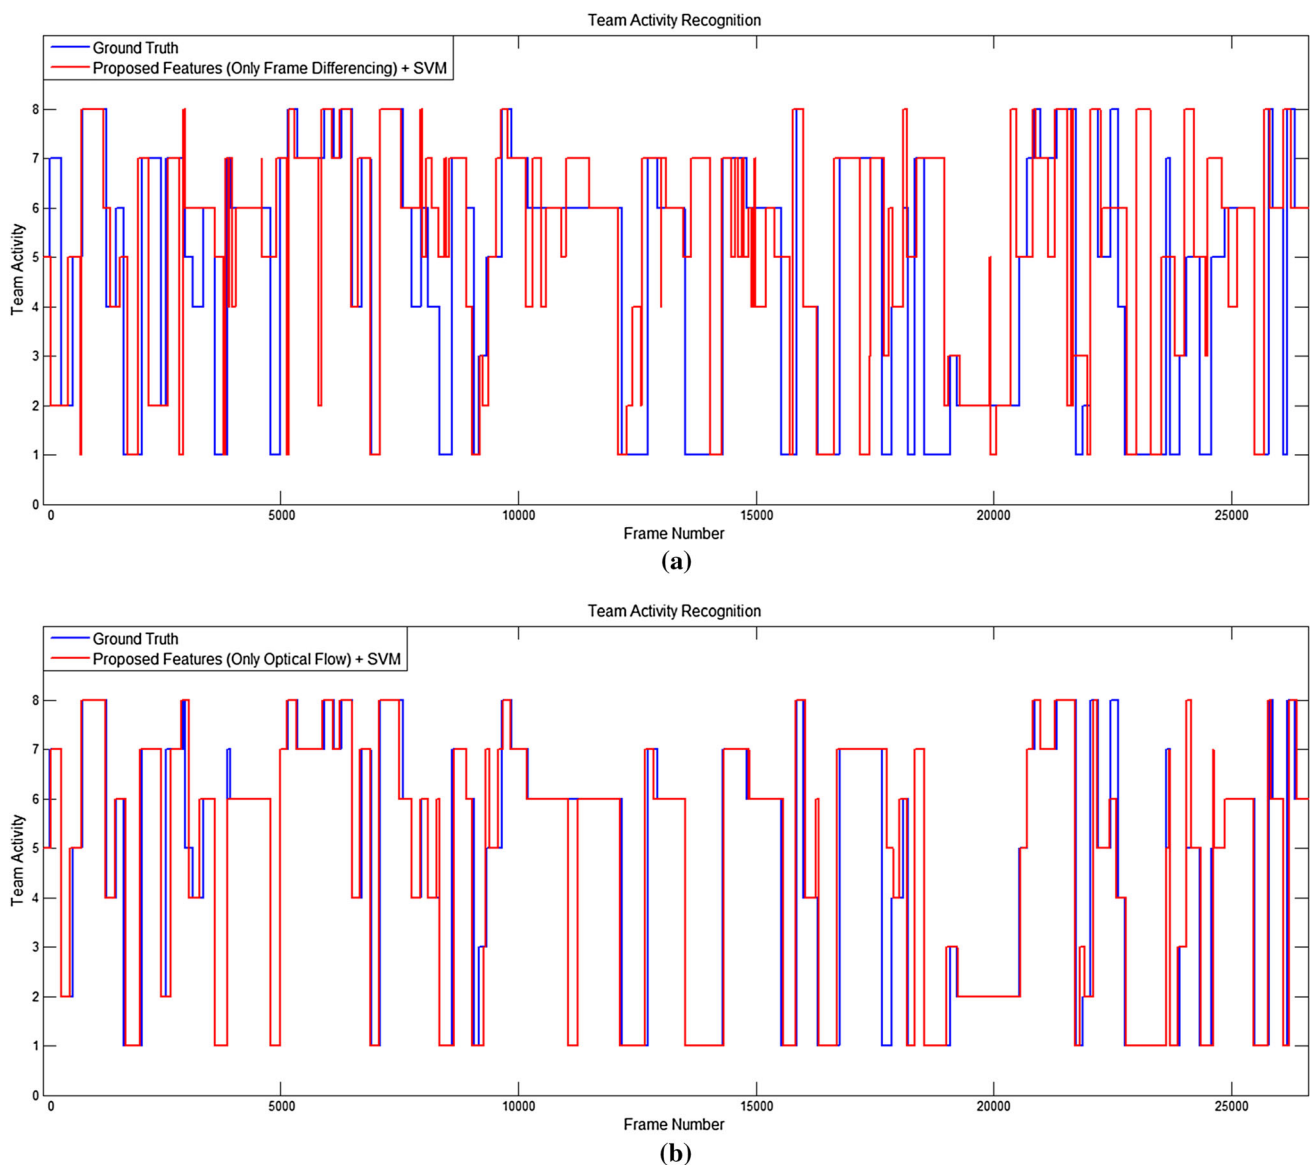 Team Activity Recognition
Ground Truth
Proposed Features (Only Frame Differencing) + SVM
8
7
6
5
4
3
2
1
0
Team Activity
0 5000 10000 15000 20000 25000
Frame Number
(a)
Team Activity Recognition
Ground Truth
Proposed Features (Only Optical Flow) + SVM
8
7
6
5
4
3
2
1
0
Team Activity
0 5000 10000 15000 20000 25000
Frame Number
(b)